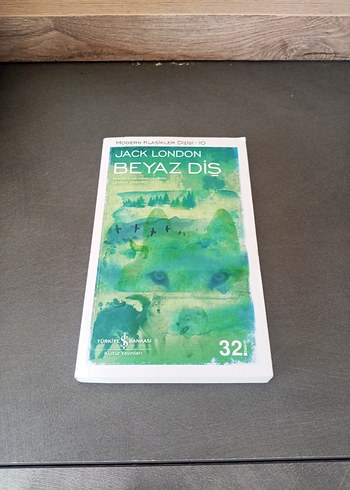 MODERN KLASİKLER DİZİSİ -10
JACK LONDON
BEYAZ DİŞ
TÜRKİYE İŞ BANKASI
Kültür Yayınları
32.